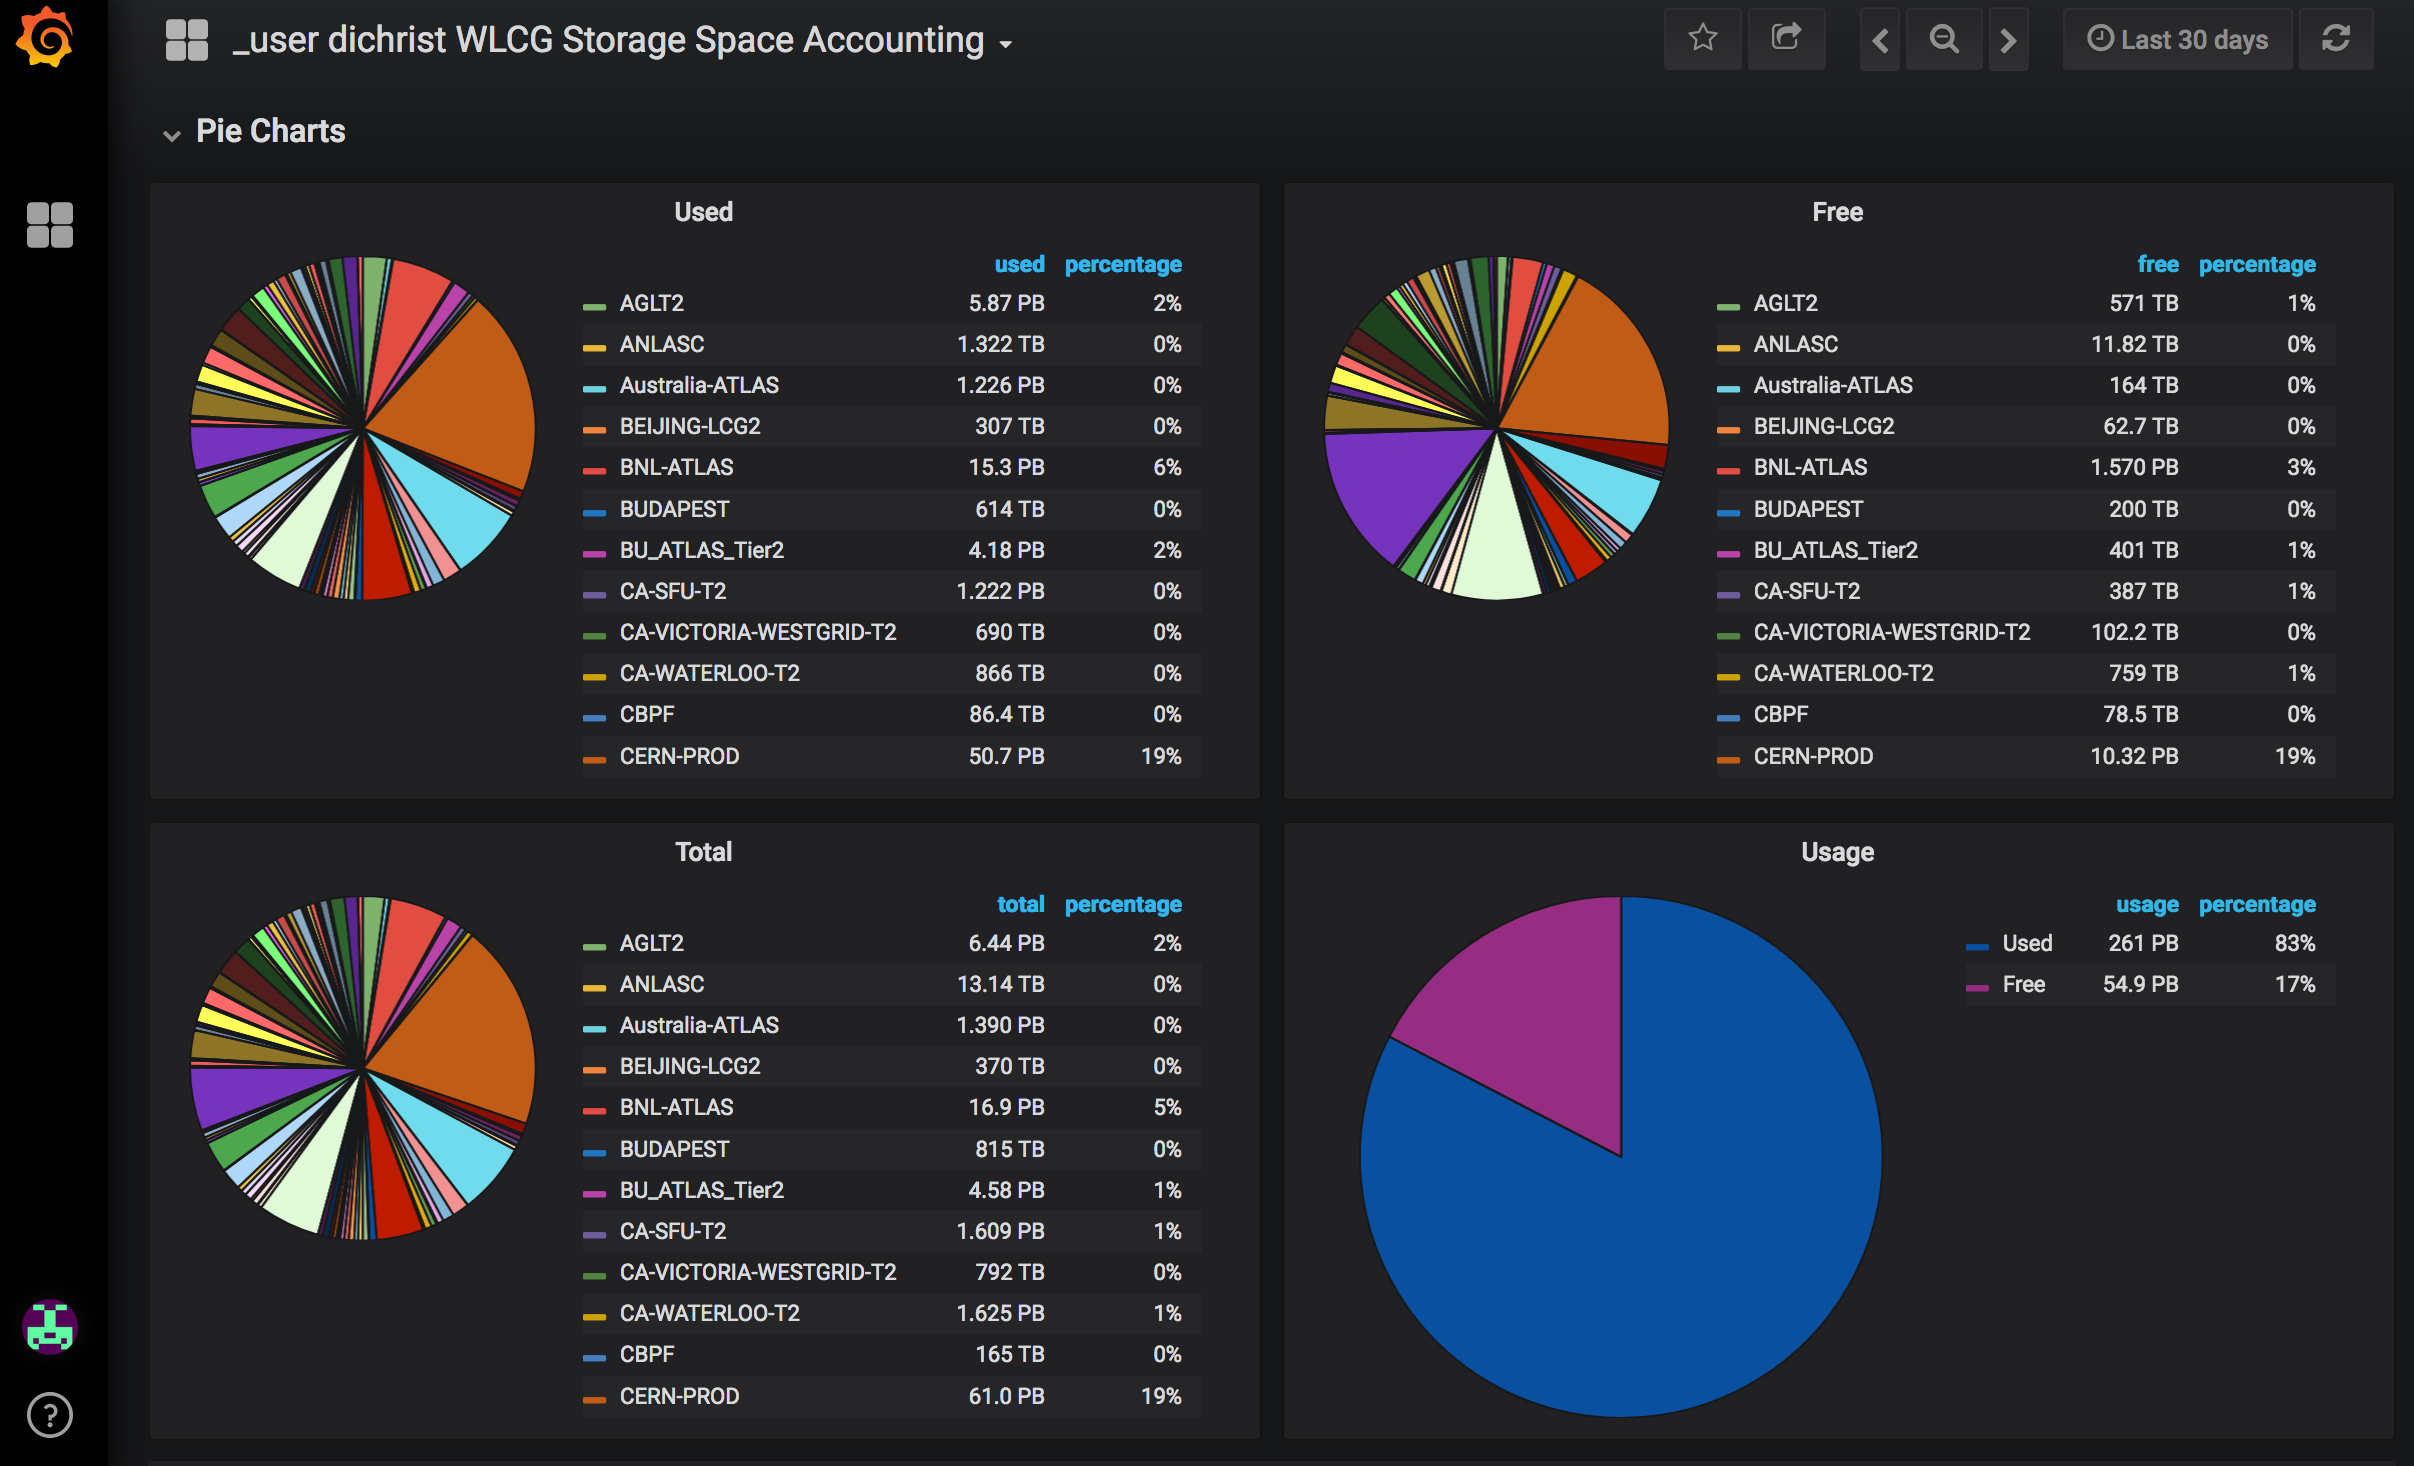 _user dichrist WLCG Storage Space Accounting
Last 30 days
Pie Charts
Used
used percentage
AGLT2 5.87 PB 2%
ANLASC 1.322 TB 0%
Australia-ATLAS 1.226 PB 0%
BEIJING-LCG2 307 TB 0%
BNL-ATLAS 15.3 PB 6%
BUDAPEST 614 TB 0%
BU_ATLAS_Tier2 4.18 PB 2%
CA-SFU-T2 1.222 PB 0%
CA-VICTORIA-WESTGRID-T2 690 TB 0%
CA-WATERLOO-T2 866 TB 0%
CBPF 86.4 TB 0%
CERN-PROD 50.7 PB 19%
Free
free percentage
AGLT2 571 TB 1%
ANLASC 11.82 TB 0%
Australia-ATLAS 164 TB 0%
BEIJING-LCG2 62.7 TB 0%
BNL-ATLAS 1.570 PB 3%
BUDAPEST 200 TB 0%
BU_ATLAS_Tier2 401 TB 1%
CA-SFU-T2 387 TB 1%
CA-VICTORIA-WESTGRID-T2 102.2 TB 0%
CA-WATERLOO-T2 759 TB 1%
CBPF 78.5 TB 0%
CERN-PROD 10.32 PB 19%
Total
total percentage
AGLT2 6.44 PB 2%
ANLASC 13.14 TB 0%
Australia-ATLAS 1.390 PB 0%
BEIJING-LCG2 370 TB 0%
BNL-ATLAS 16.9 PB 5%
BUDAPEST 815 TB 0%
BU_ATLAS_Tier2 4.58 PB 1%
CA-SFU-T2 1.609 PB 1%
CA-VICTORIA-WESTGRID-T2 792 TB 0%
CA-WATERLOO-T2 1.625 PB 1%
CBPF 165 TB 0%
CERN-PROD 61.0 PB 19%
Usage
usage percentage
Used 261 PB 83%
Free 54.9 PB 17%
?